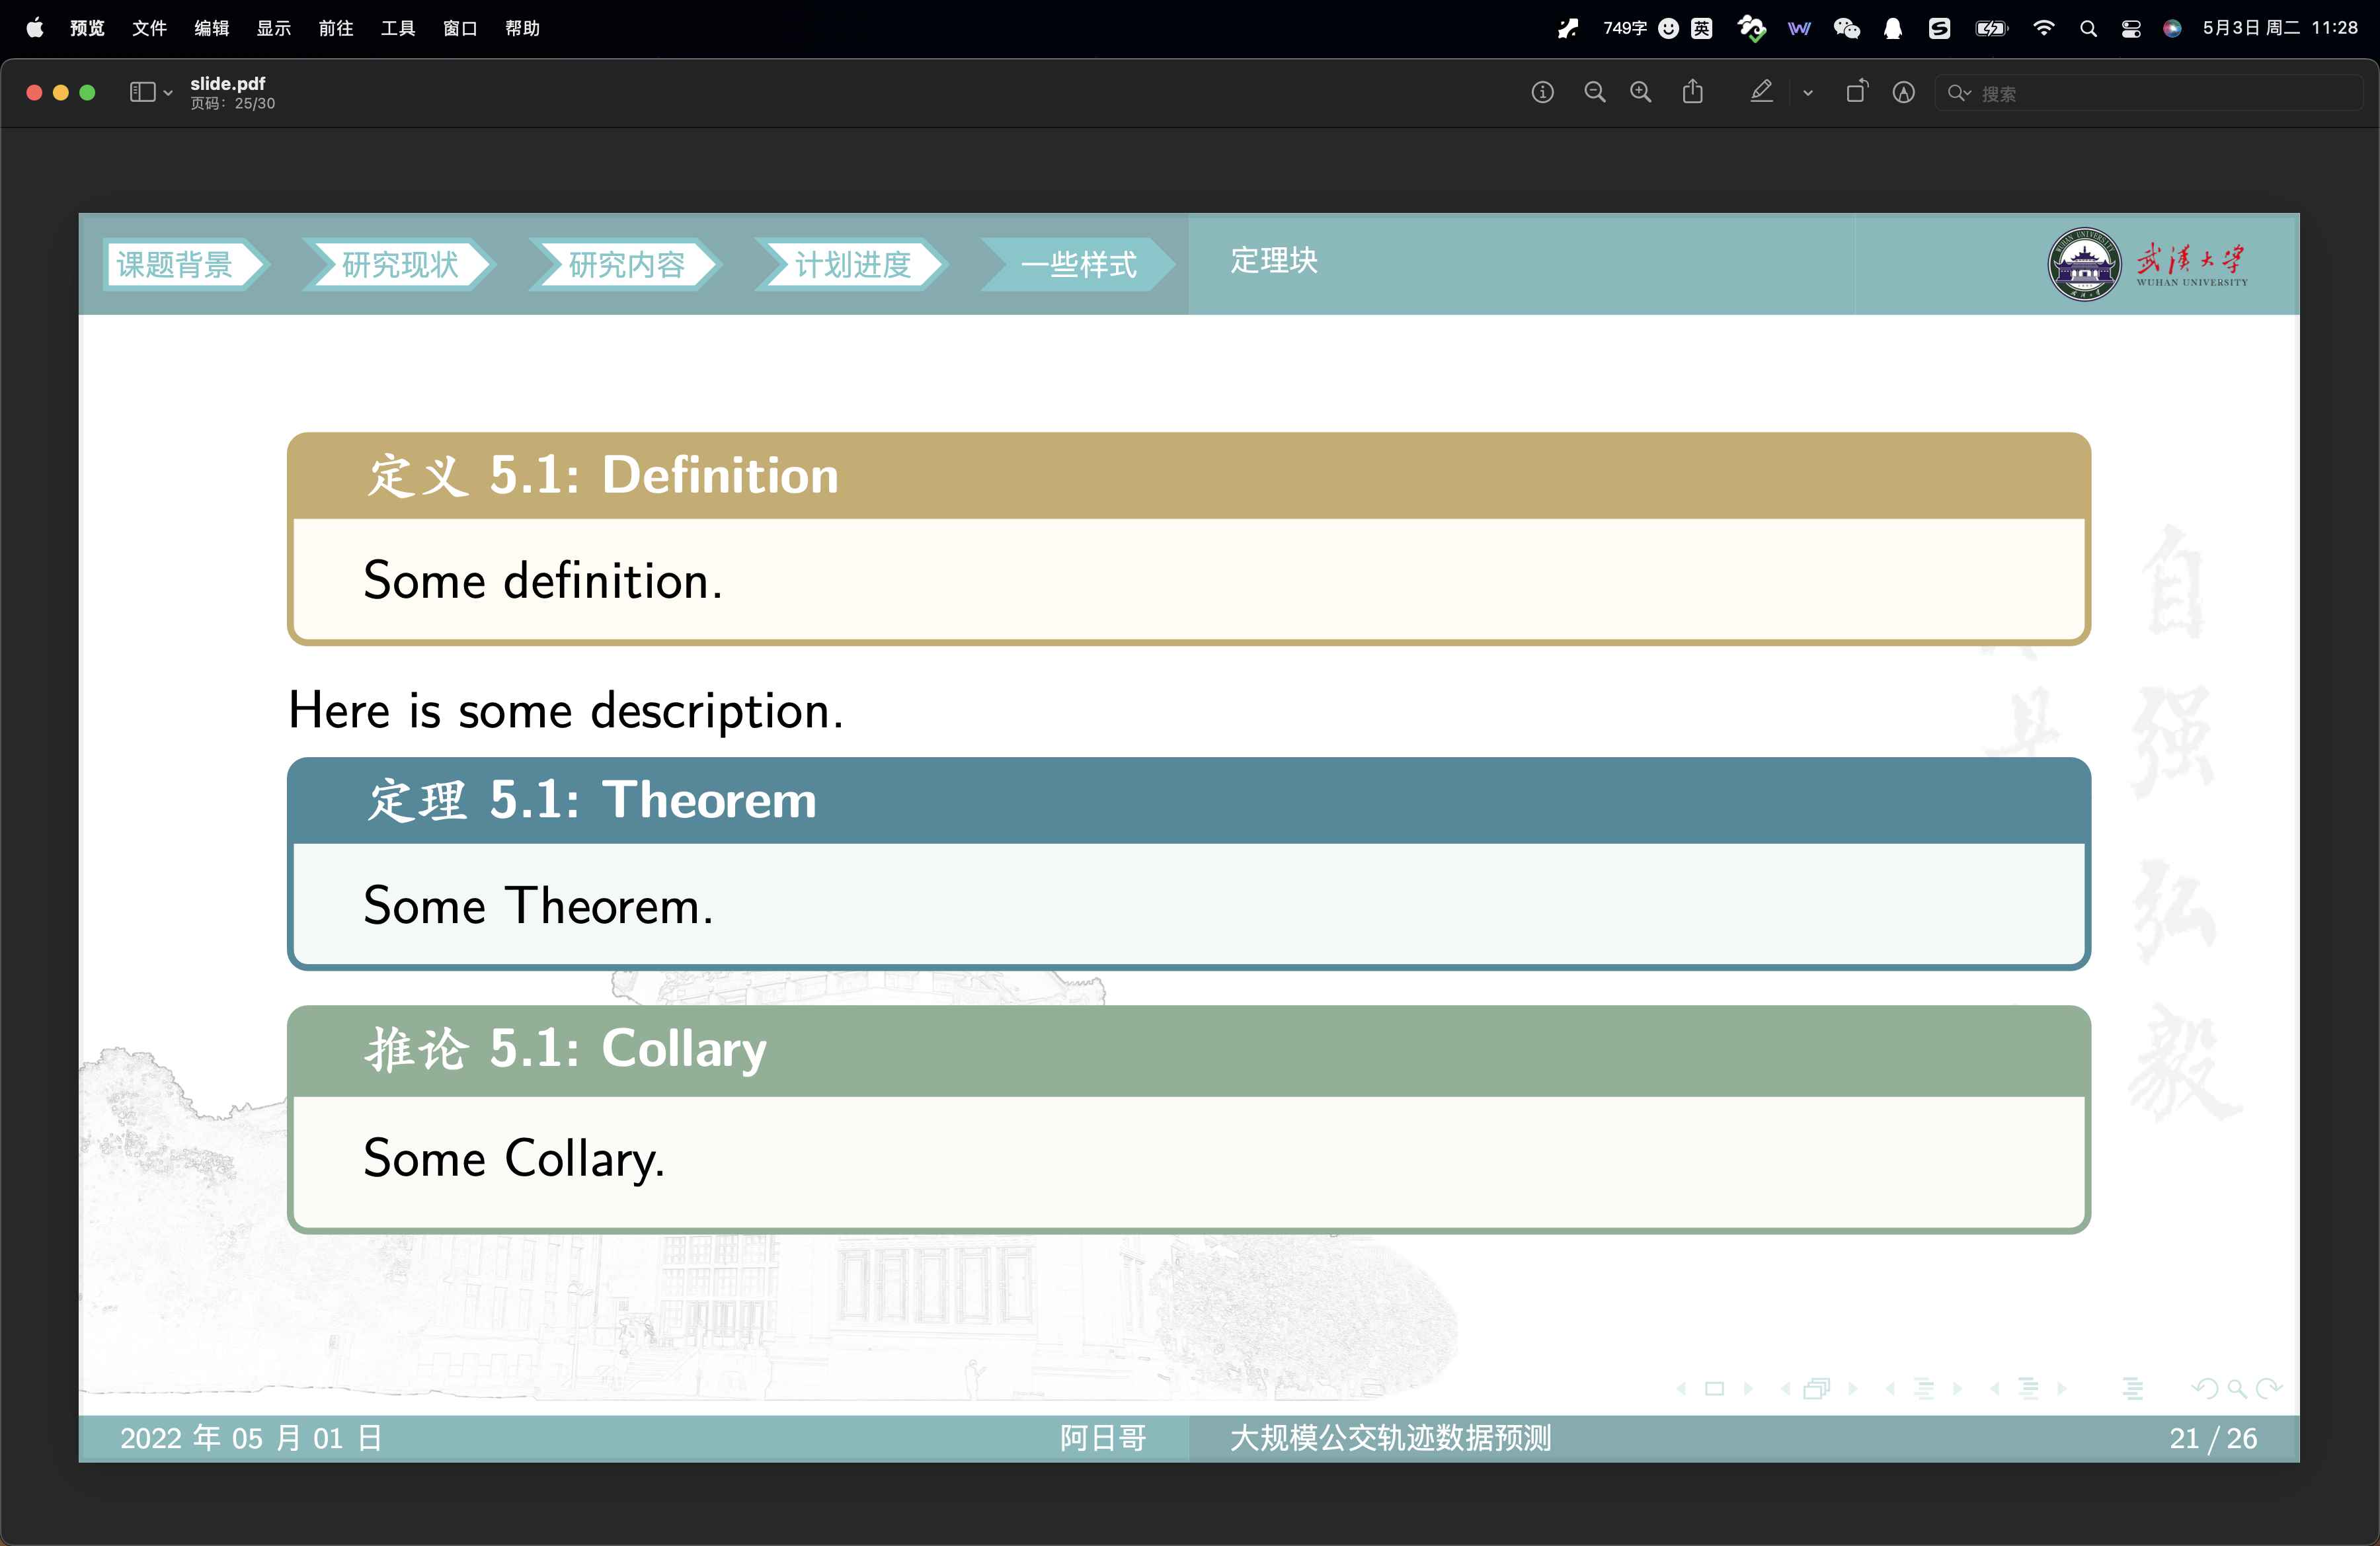 预览 文件 编辑 显示 前往 工具 窗口 帮助 749字 英 5月3日 周二 11:28
slide.pdf
页码：25/30
搜索
课题背景 研究现状 研究内容 计划进度 一些样式 定理块
武汉大学
WUHAN UNIVERSITY
定义 5.1: Definition
Some definition.
Here is some description.
定理 5.1: Theorem
Some Theorem.
推论 5.1: Collary
Some Collary.
自
强
弘
毅
2022 年 05 月 01 日 阿日哥 大规模公交轨迹数据预测 21 / 26